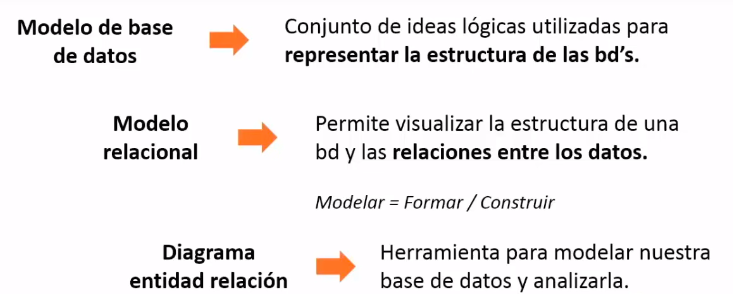 Modelo de base
de datos
Conjunto de ideas lógicas utilizadas para
representar la estructura de las bd’s.
Modelo
relacional
Permite visualizar la estructura de una
bd y las relaciones entre los datos.
Modelar = Formar / Construir
Diagrama
entidad relación
Herramienta para modelar nuestra
base de datos y analizarla.